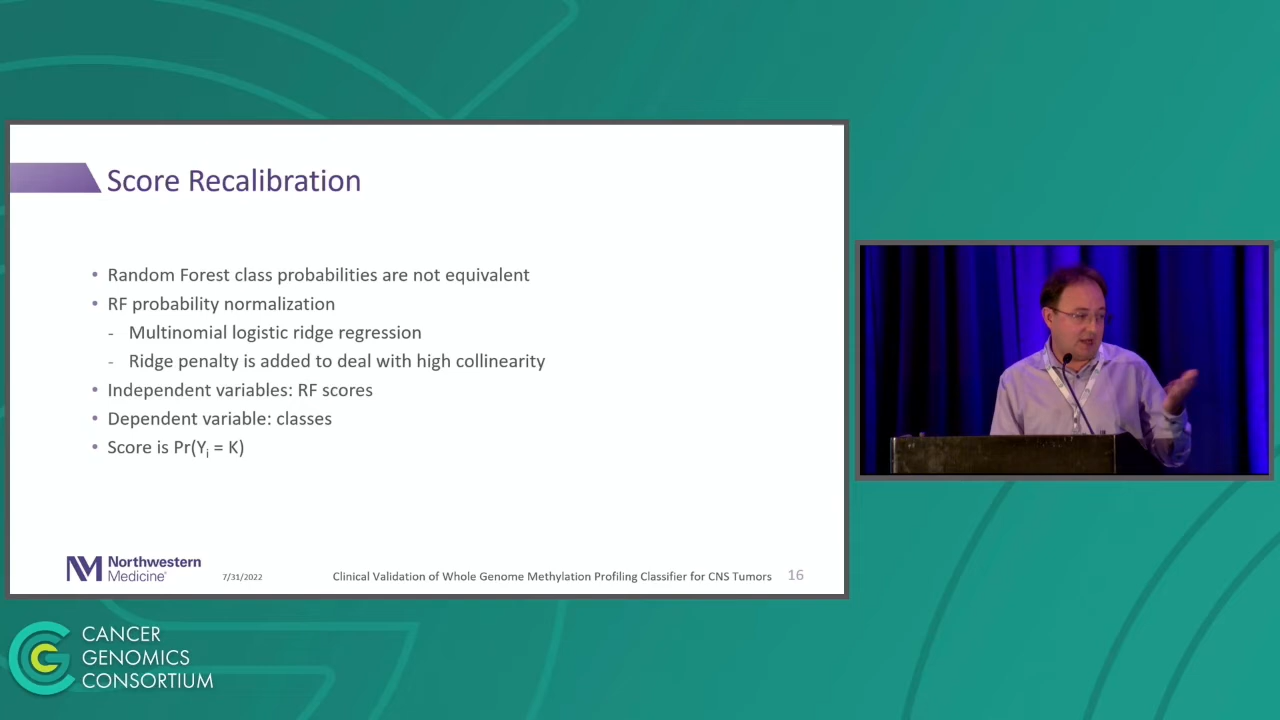 Score Recalibration
• Random Forest class probabilities are not equivalent
• RF probability normalization
- Multinomial logistic ridge regression
- Ridge penalty is added to deal with high collinearity
• Independent variables: RF scores
• Dependent variable: classes
• Score is Pr(Yi = K)
NM Northwestern
Medicine®
7/31/2022
Clinical Validation of Whole Genome Methylation Profiling Classifier for CNS Tumors
16
CANCER
GENOMICS
CONSORTIUM